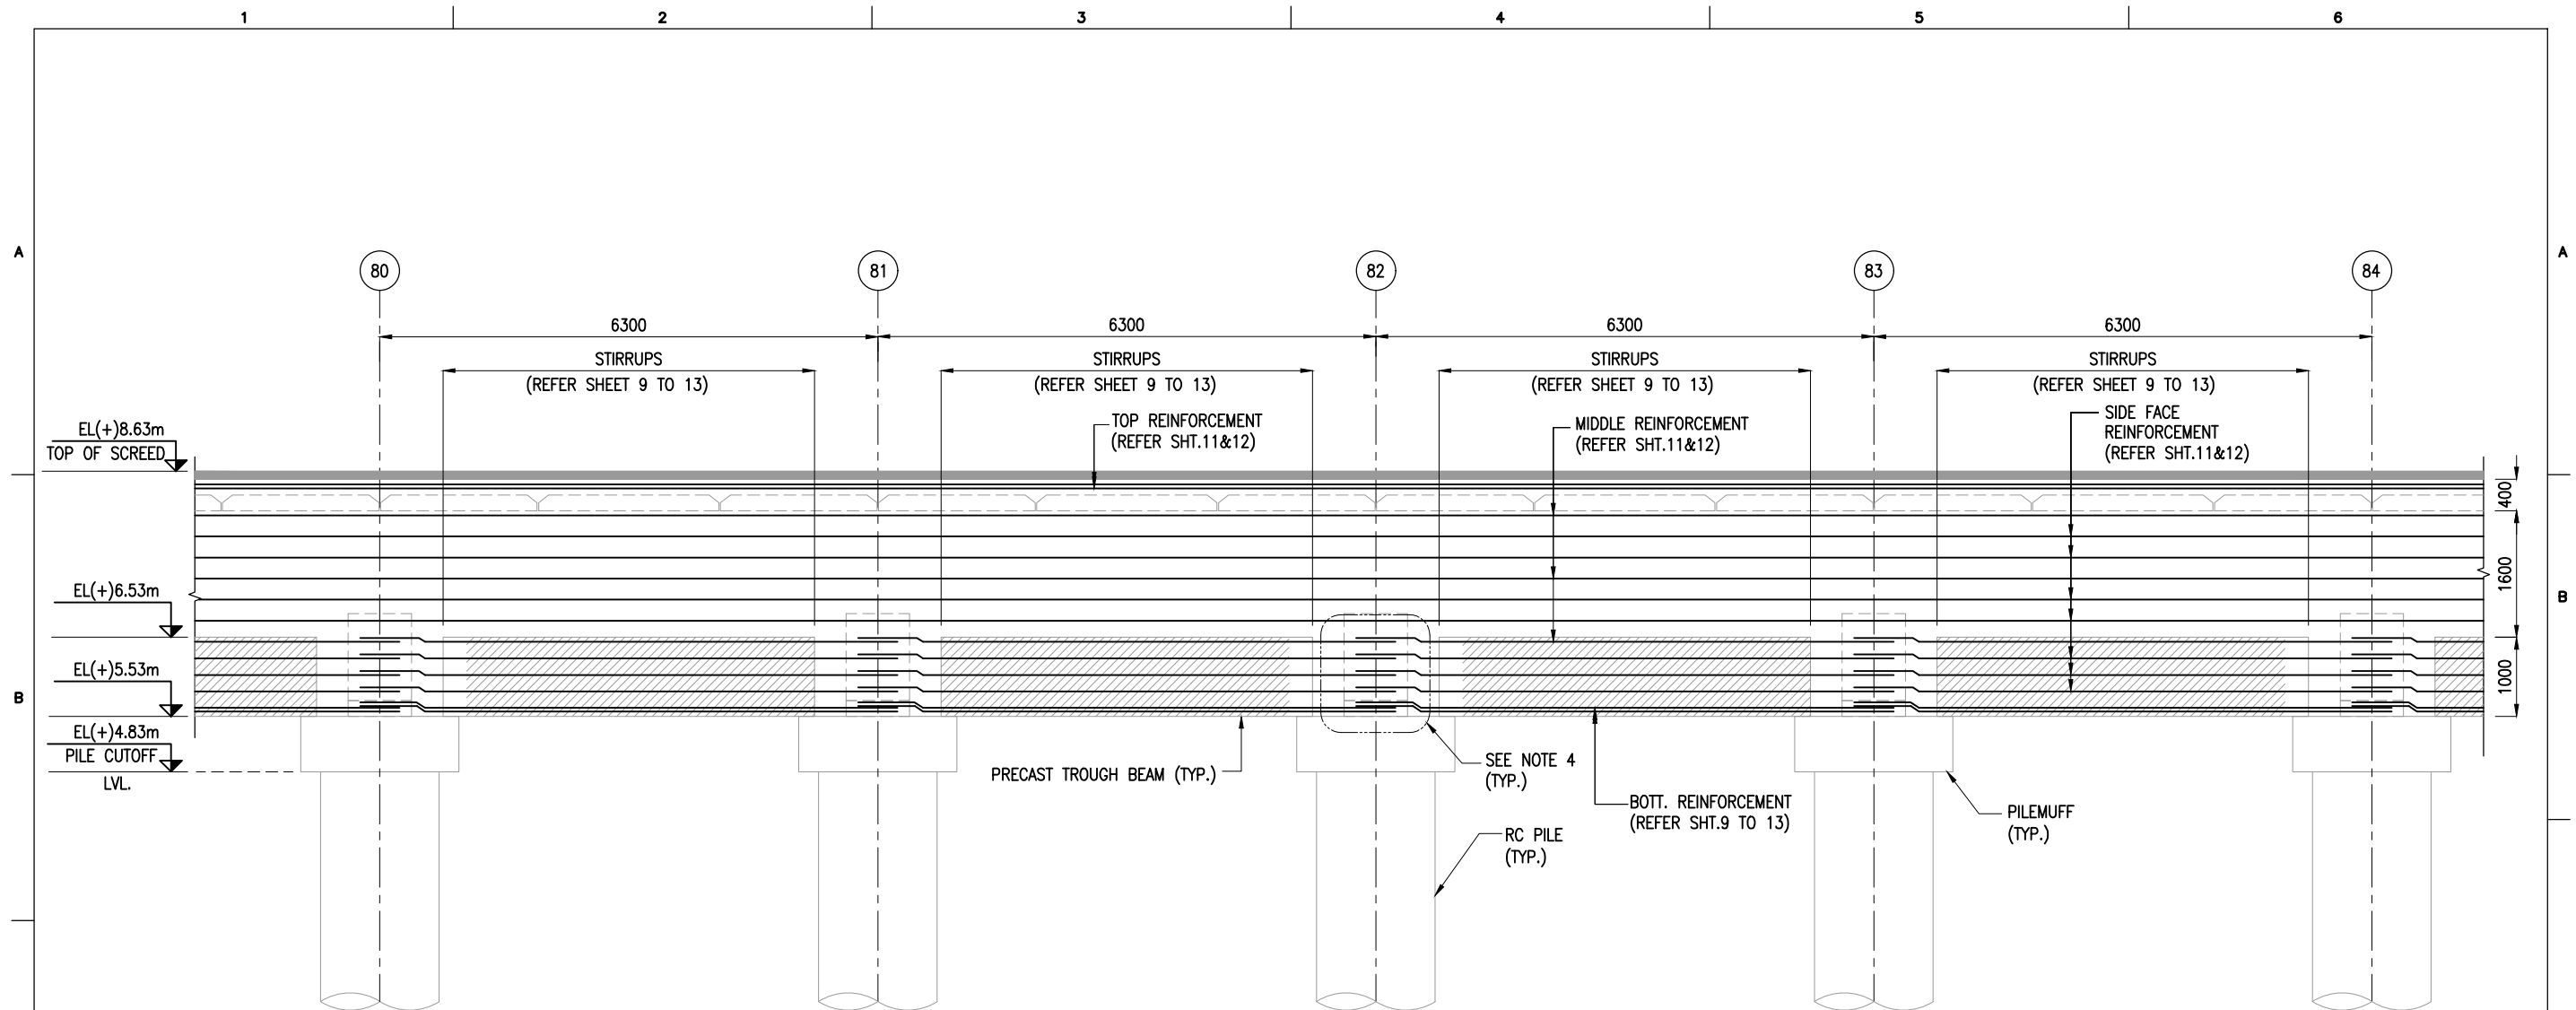 1 2 3 4 5 6
A A
80 81 82 83 84
6300 6300 6300 6300
STIRRUPS
(REFER SHEET 9 TO 13)
STIRRUPS
(REFER SHEET 9 TO 13)
STIRRUPS
(REFER SHEET 9 TO 13)
STIRRUPS
(REFER SHEET 9 TO 13)
TOP REINFORCEMENT
(REFER SHT.11&12)
MIDDLE REINFORCEMENT
(REFER SHT.11&12)
SIDE FACE
REINFORCEMENT
(REFER SHT.11&12)
EL(+)8.63m
TOP OF SCREED
400
1600
1000
EL(+)6.53m
B
EL(+)5.53m
B
EL(+)4.83m
PILE CUTOFF
LVL.
PRECAST TROUGH BEAM (TYP.)
SEE NOTE 4
(TYP.)
BOTT. REINFORCEMENT
(REFER SHT.9 TO 13)
PILEMUFF
(TYP.)
RC PILE
(TYP.)